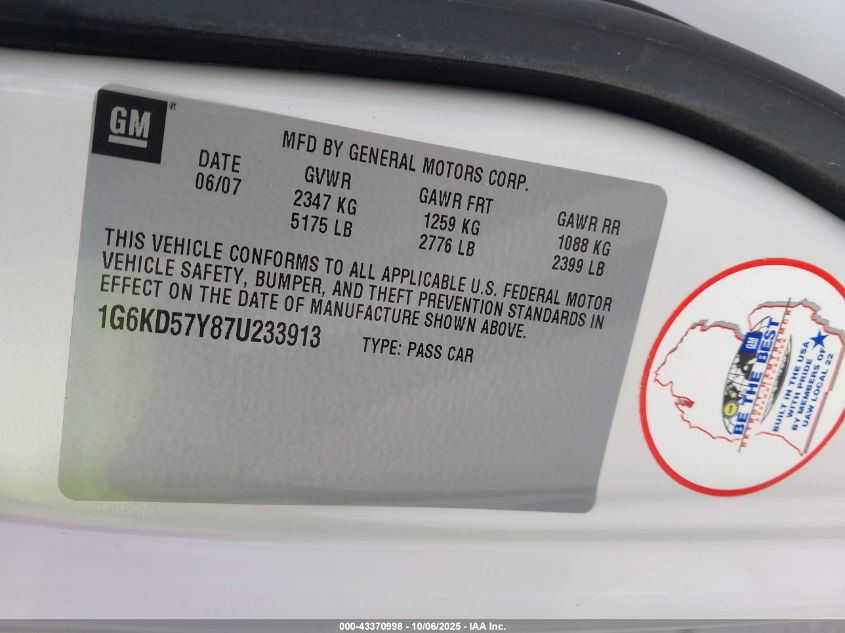 GM®
MFD BY GENERAL MOTORS CORP.
DATE GVWR GAWR FRT GAWR RR
06/07 2347 KG 1259 KG 1088 KG
5175 LB 2776 LB 2399 LB
THIS VEHICLE CONFORMS TO ALL APPLICABLE U.S. FEDERAL MOTOR
VEHICLE SAFETY, BUMPER, AND THEFT PREVENTION STANDARDS IN
EFFECT ON THE DATE OF MANUFACTURE SHOWN ABOVE.
1G6KD57Y87U233913 TYPE: PASS CAR
GM
BE THE BEST
DETROIT HAMTRAMCK
BUILT IN THE USA
WITH PRIDE
BY MEMBERS OF
UAW LOCAL 22
000-43370998 - 10/06/2025 - IAA Inc.